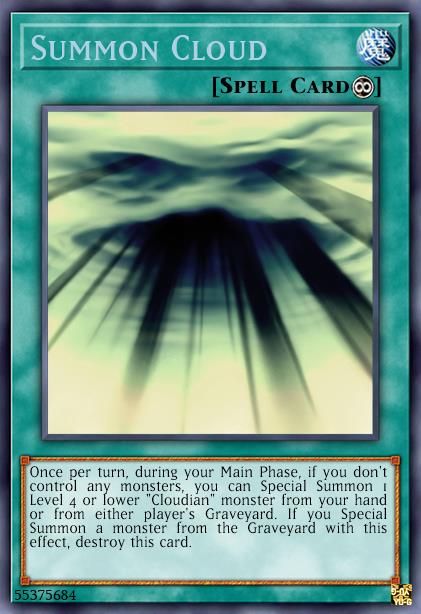 Summon Cloud
魔
[Spell Card♾]
Once per turn, during your Main Phase, if you don't
control any monsters, you can Special Summon 1
Level 4 or lower "Cloudian" monster from your hand
or from either player's Graveyard. If you Special
Summon a monster from the Graveyard with this
effect, destroy this card.
55375684